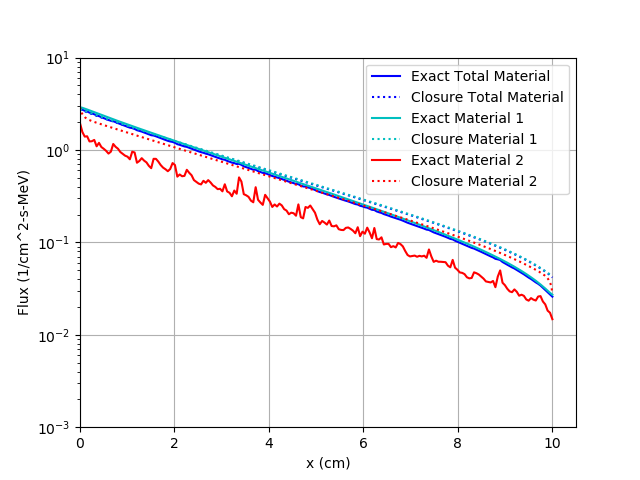 10^1
10^0
10^−1
10^−2
10^−3
Flux (1/cm^2-s-MeV)
Exact Total Material
Closure Total Material
Exact Material 1
Closure Material 1
Exact Material 2
Closure Material 2
0 2 4 6 8 10
x (cm)